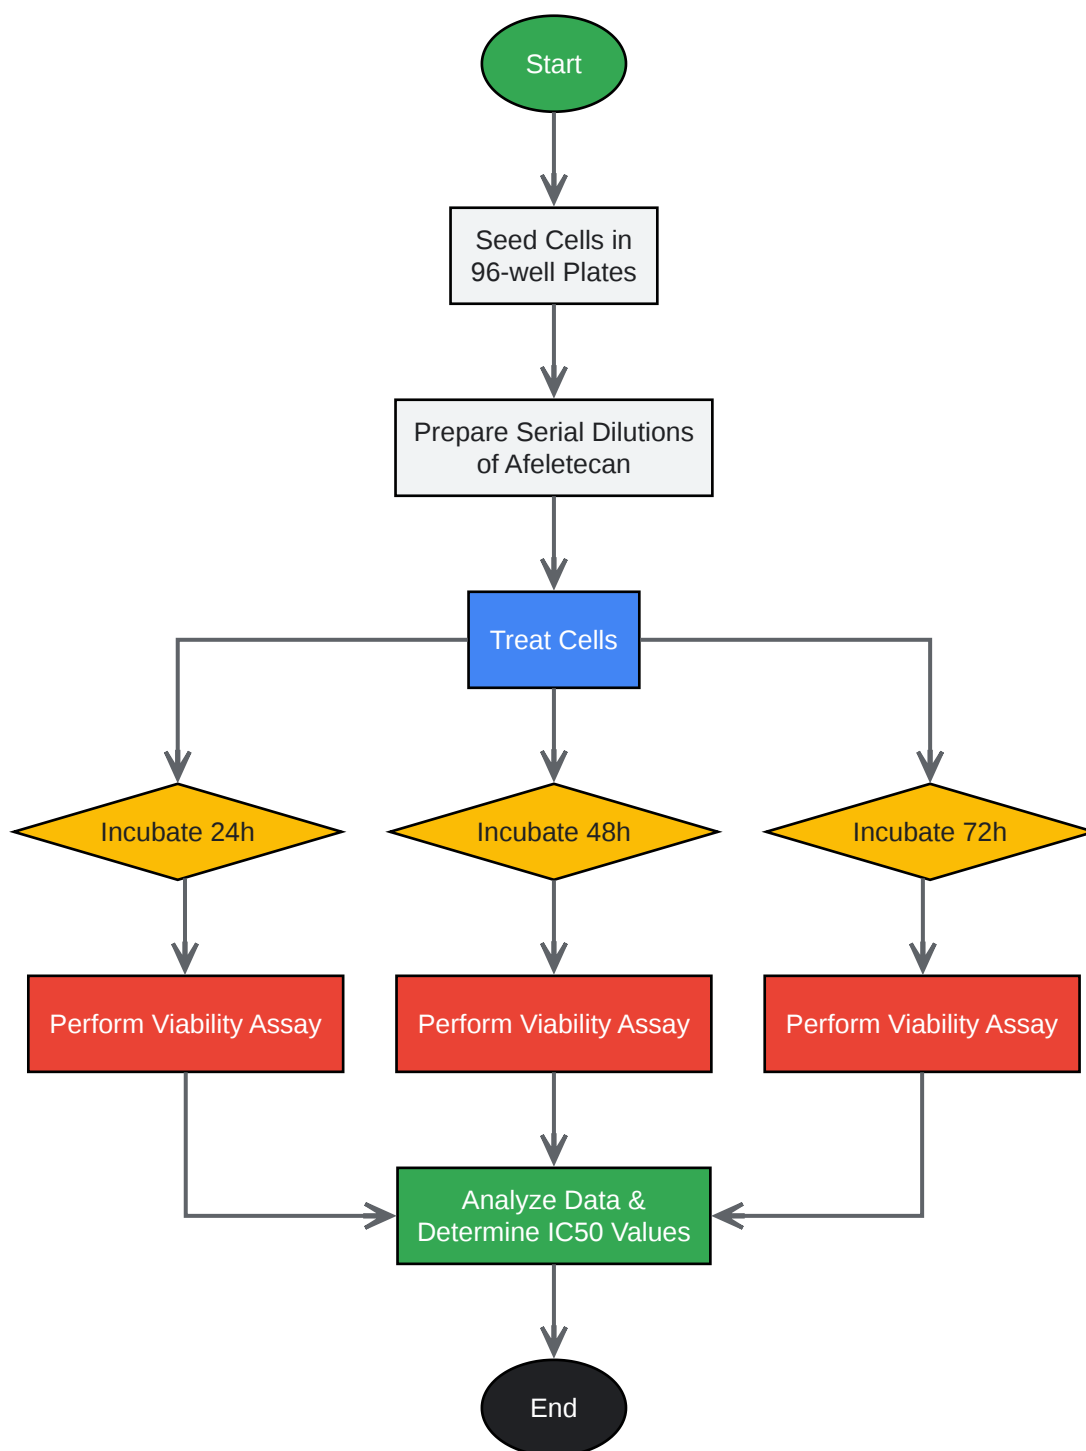 Start
Seed Cells in
96-well Plates
Prepare Serial Dilutions
of Afeletecan
Treat Cells
Incubate 24h
Incubate 48h
Incubate 72h
Perform Viability Assay
Perform Viability Assay
Perform Viability Assay
Analyze Data &
Determine IC50 Values
End